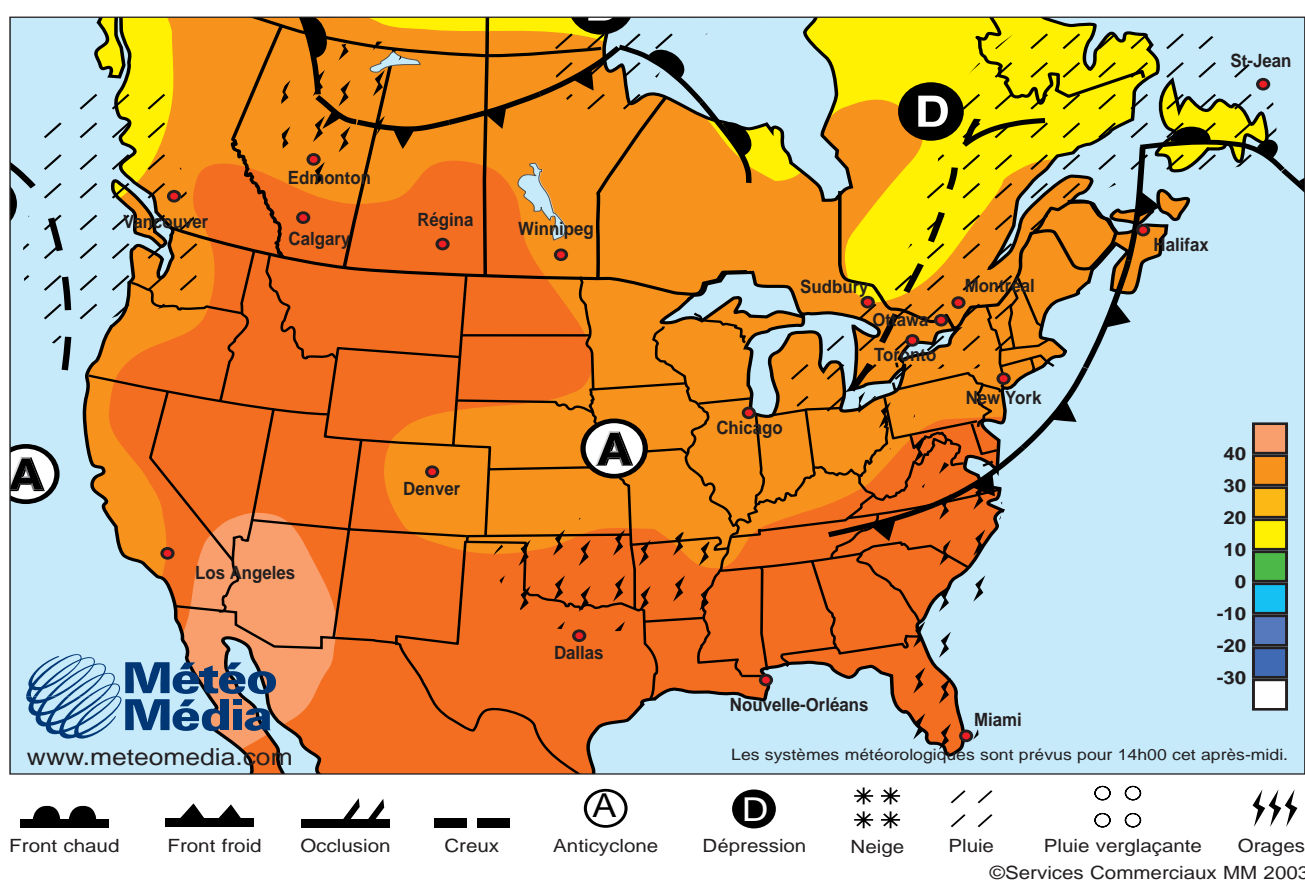 D
St-Jean
D
Edmonton
Vancouver
Calgary
Régina
Winnipeg
Halifax
Sudbury
Montréal
Ottawa
Toronto
New York
Chicago
A
A
Denver
40
30
20
10
0
-10
-20
-30
Los Angeles
Dallas
Nouvelle-Orléans
Miami
Météo
Média
www.meteomedia.com
Les systèmes météorologiques sont prévus pour 14h00 cet après-midi.
A
D
Front chaud
Front froid
Occlusion
Creux
Anticyclone
Dépression
Neige
Pluie
Pluie verglaçante
Orages
©Services Commerciaux MM 2003